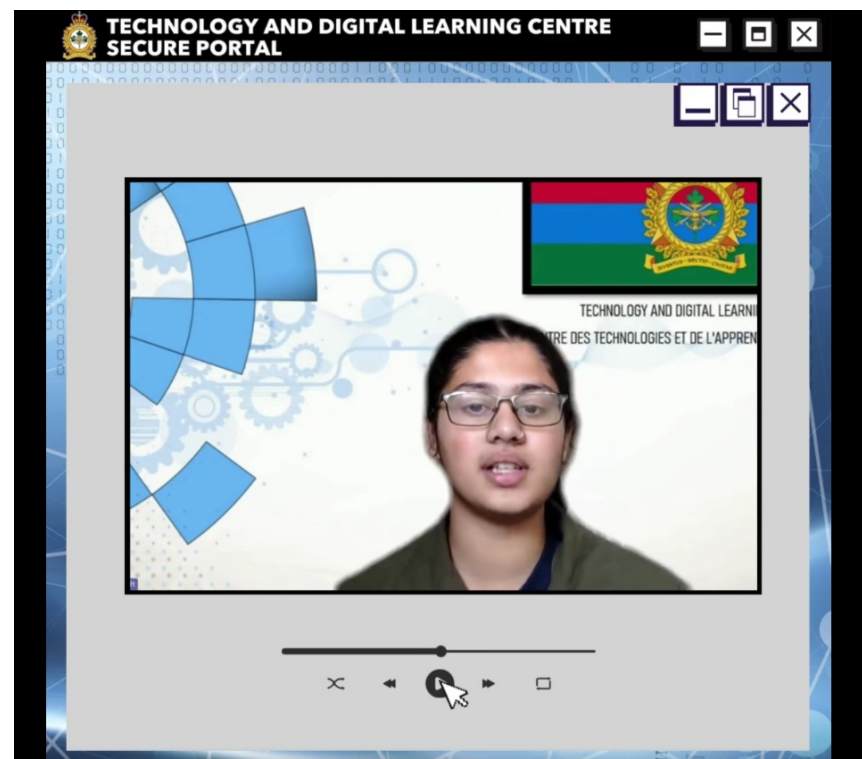 TECHNOLOGY AND DIGITAL LEARNING CENTRE
SECURE PORTAL
TECHNOLOGY AND DIGITAL LEARNI
TRE DES TECHNOLOGIES ET DE L'APPREN